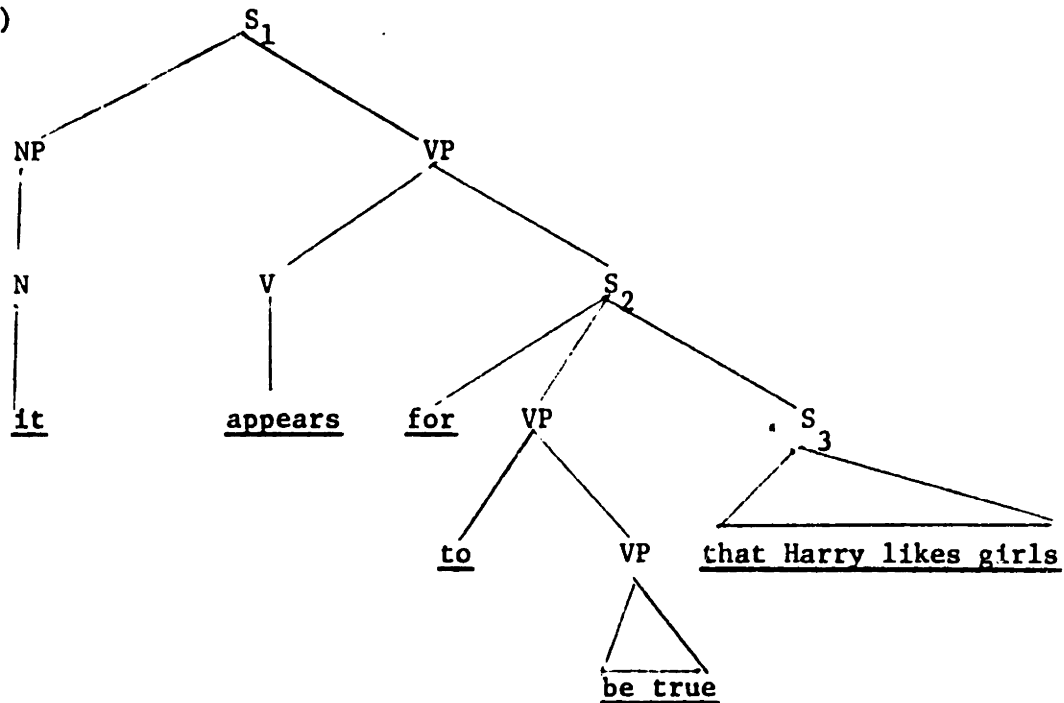 )
S1
NP VP
N V S2
it appears for VP S3
to VP that Harry likes girls
be true